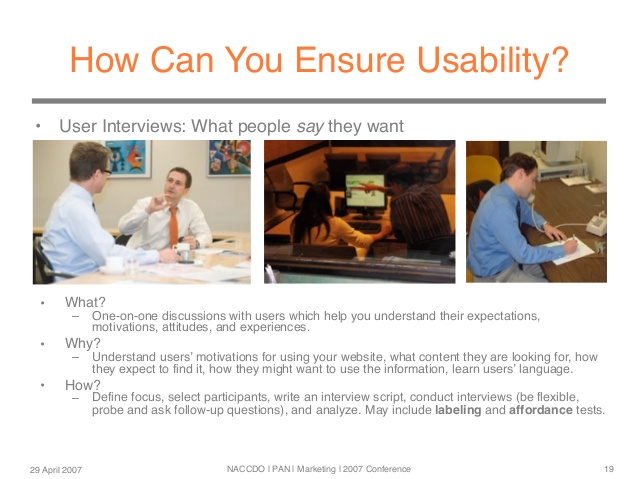 How Can You Ensure Usability?
• User Interviews: What people say they want
• What?
– One-on-one discussions with users which help you understand their expectations,
motivations, attitudes, and experiences.
• Why?
– Understand users’ motivations for using your website, what content they are looking for, how
they expect to find it, how they might want to use the information, learn users’ language.
• How?
– Define focus, select participants, write an interview script, conduct interviews (be flexible,
probe and ask follow-up questions), and analyze. May include labeling and affordance tests.
29 April 2007 NACCDO | PAN | Marketing | 2007 Conference 19